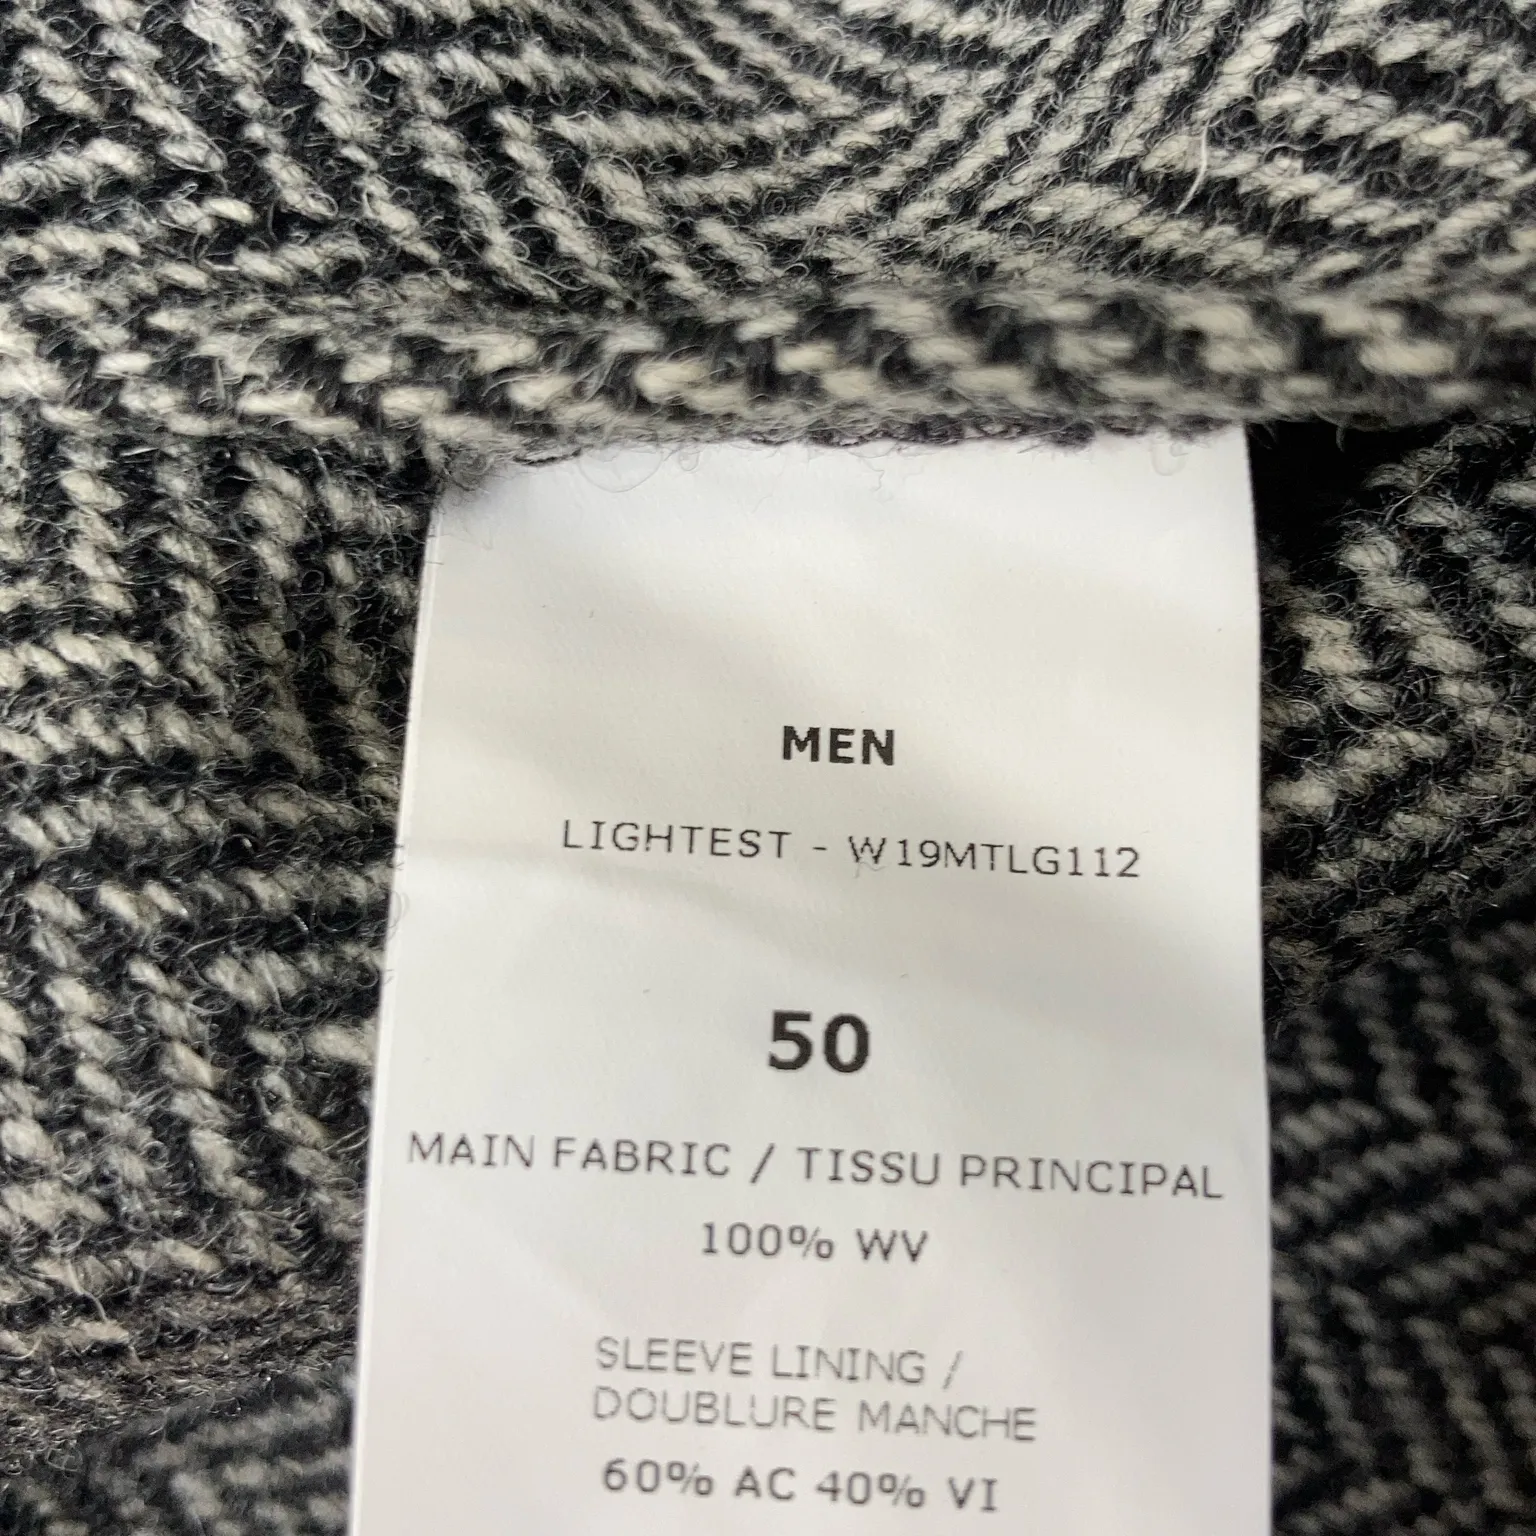 MEN
LIGHTEST - W19MTLG112
50
MAIN FABRIC / TISSU PRINCIPAL
100% WV
SLEEVE LINING /
DOUBLURE MANCHE
60% AC 40% VI